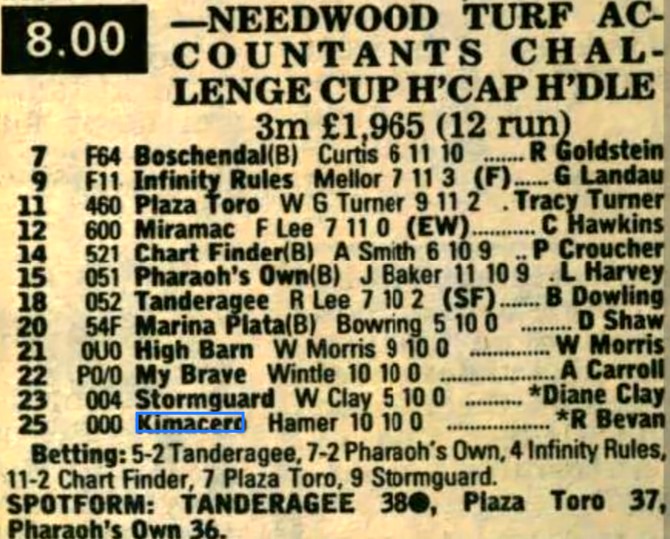 8.00 —NEEDWOOD TURF AC-
COUNTANTS CHAL-
LENGE CUP H'CAP H'DLE
3m £1,965 (12 run)
7 F64 Boschendal(B) Curtis 6 11 10 ........ R Goldstein
9 F11 Infinity Rules Mellor 7 11 3 (F)...... G Landau
11 460 Plaza Toro W G Turner 9 11 2 . Tracy Turner
12 600 Miramac F Lee 7 11 0 (EW)........... C Hawkins
14 521 Chart Finder(B) A Smith 6 10 9 .. P Croucher
15 051 Pharaoh's Own(B) J Baker 11 10 9 . L Harvey
18 052 Tanderagee R Lee 7 10 2 (SF)....... B Dowling
20 54F Marina Plata(B) Bowring 5 10 0 ......... D Shaw
21 0U0 High Barn W Morris 9 10 0 .............. W Morris
22 P0/0 My Brave Wintle 10 10 0 ................... A Carroll
23 004 Stormguard W Clay 5 10 0 ......... *Diane Clay
25 000 Kimacero Hamer 10 10 0 .................. *R Bevan
Betting: 5-2 Tanderagee, 7-2 Pharaoh's Own, 4 Infinity Rules,
11-2 Chart Finder, 7 Plaza Toro, 9 Stormguard.
SPOTFORM: TANDERAGEE 38●, Plaza Toro 37,
Pharaoh's Own 36.